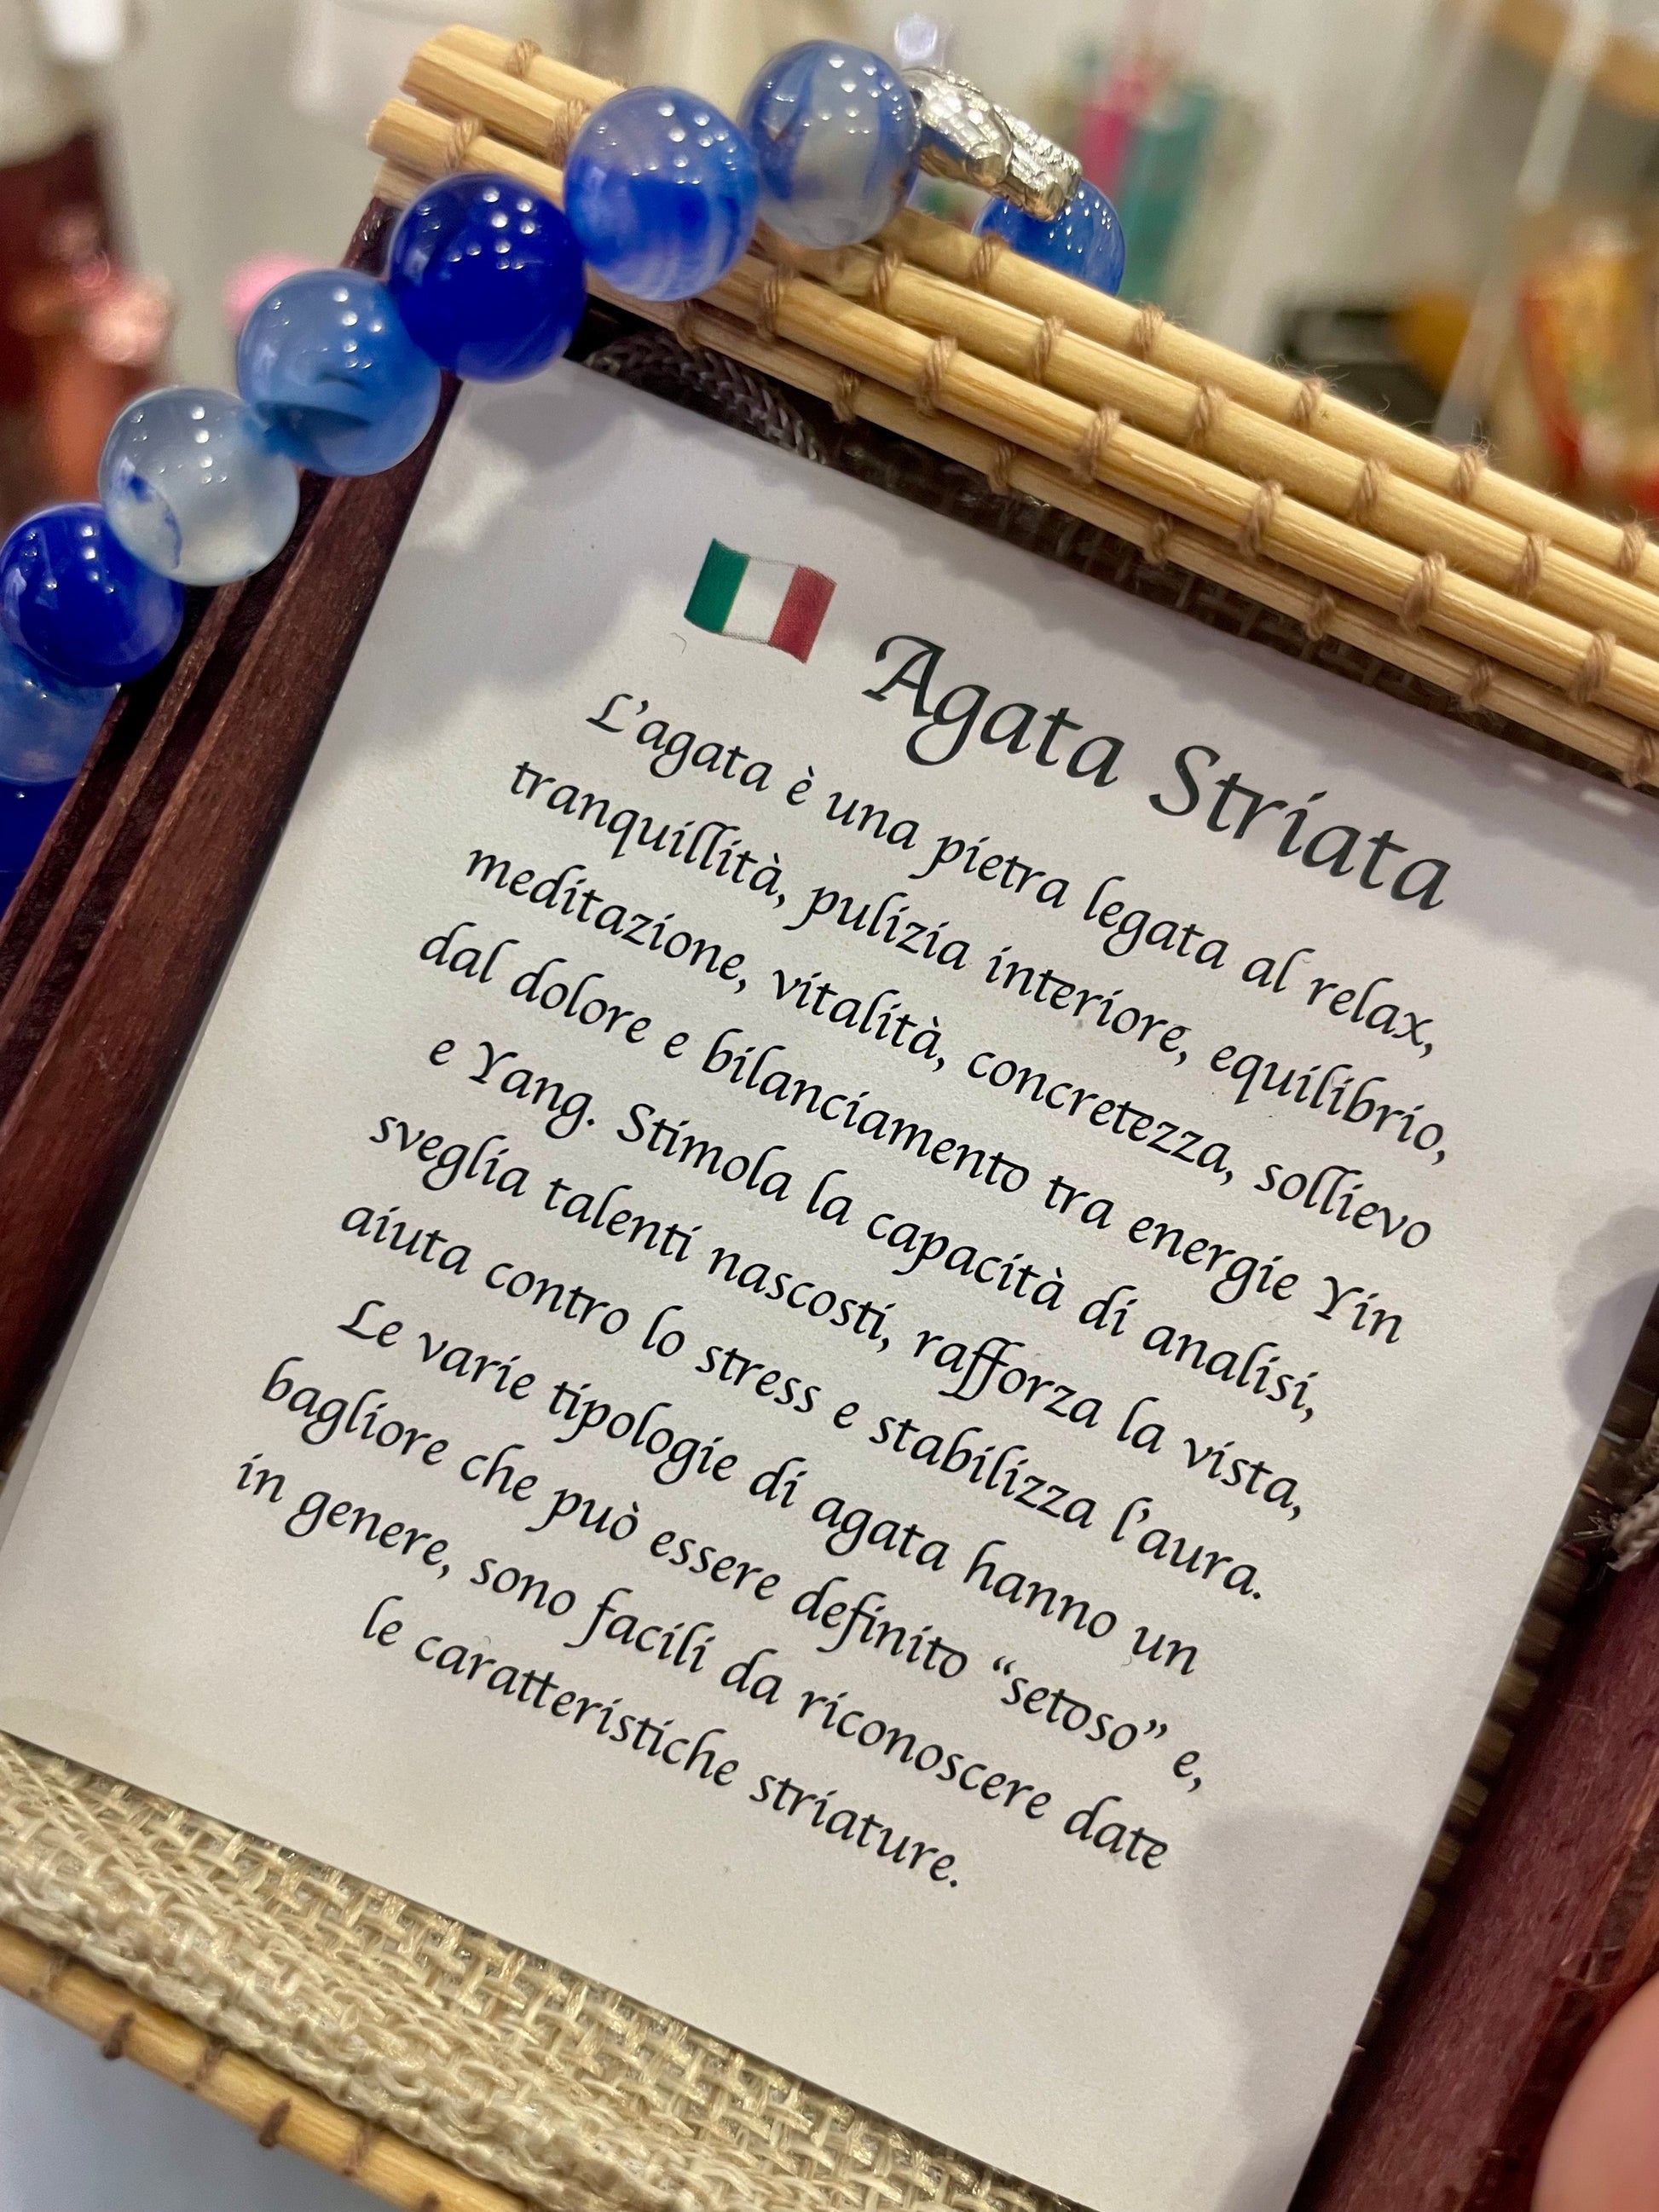 Agata Striata
L'agata è una pietra legata al relax,
tranquillità, pulizia interiore, equilibrio,
meditazione, vitalità, concretezza, sollievo
dal dolore e bilanciamento tra energie Yin
e Yang. Stimola la capacità di analisi,
sveglia talenti nascosti, rafforza la vista,
aiuta contro lo stress e stabilizza l'aura.
Le varie tipologie di agata hanno un
bagliore che può essere definito “setoso” e,
in genere, sono facili da riconoscere date
le caratteristiche striature.